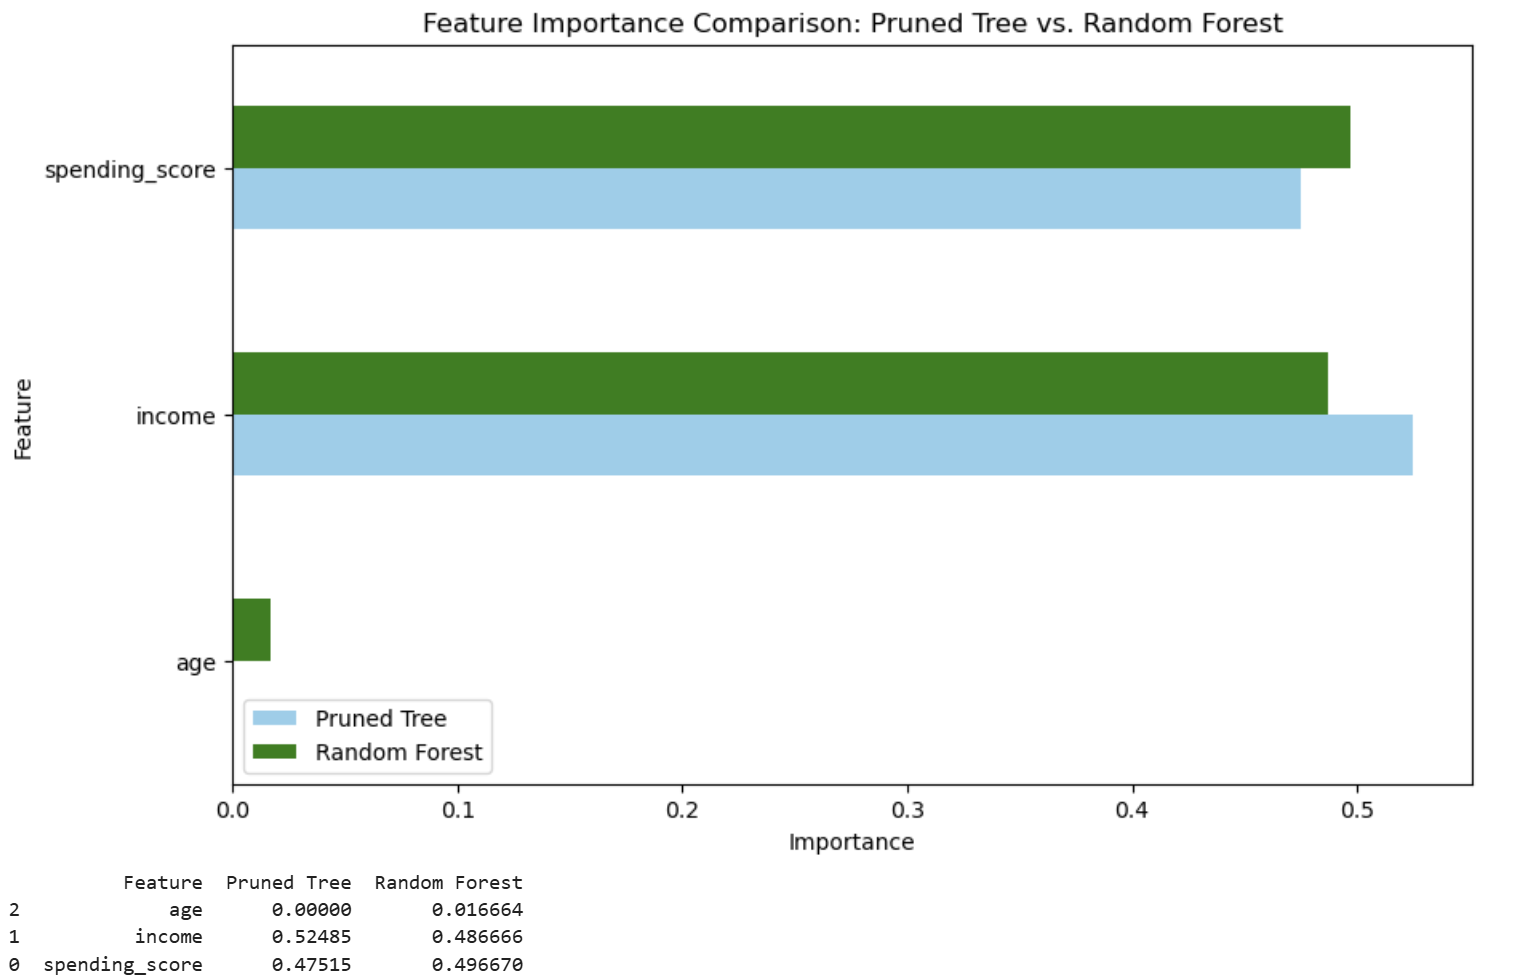 Feature Importance Comparison: Pruned Tree vs. Random Forest
spending_score
income
age
Feature
Pruned Tree
Random Forest
0.0 0.1 0.2 0.3 0.4 0.5
Importance
Feature Pruned Tree Random Forest
2 age 0.00000 0.016664
1 income 0.52485 0.486666
0 spending_score 0.47515 0.496670